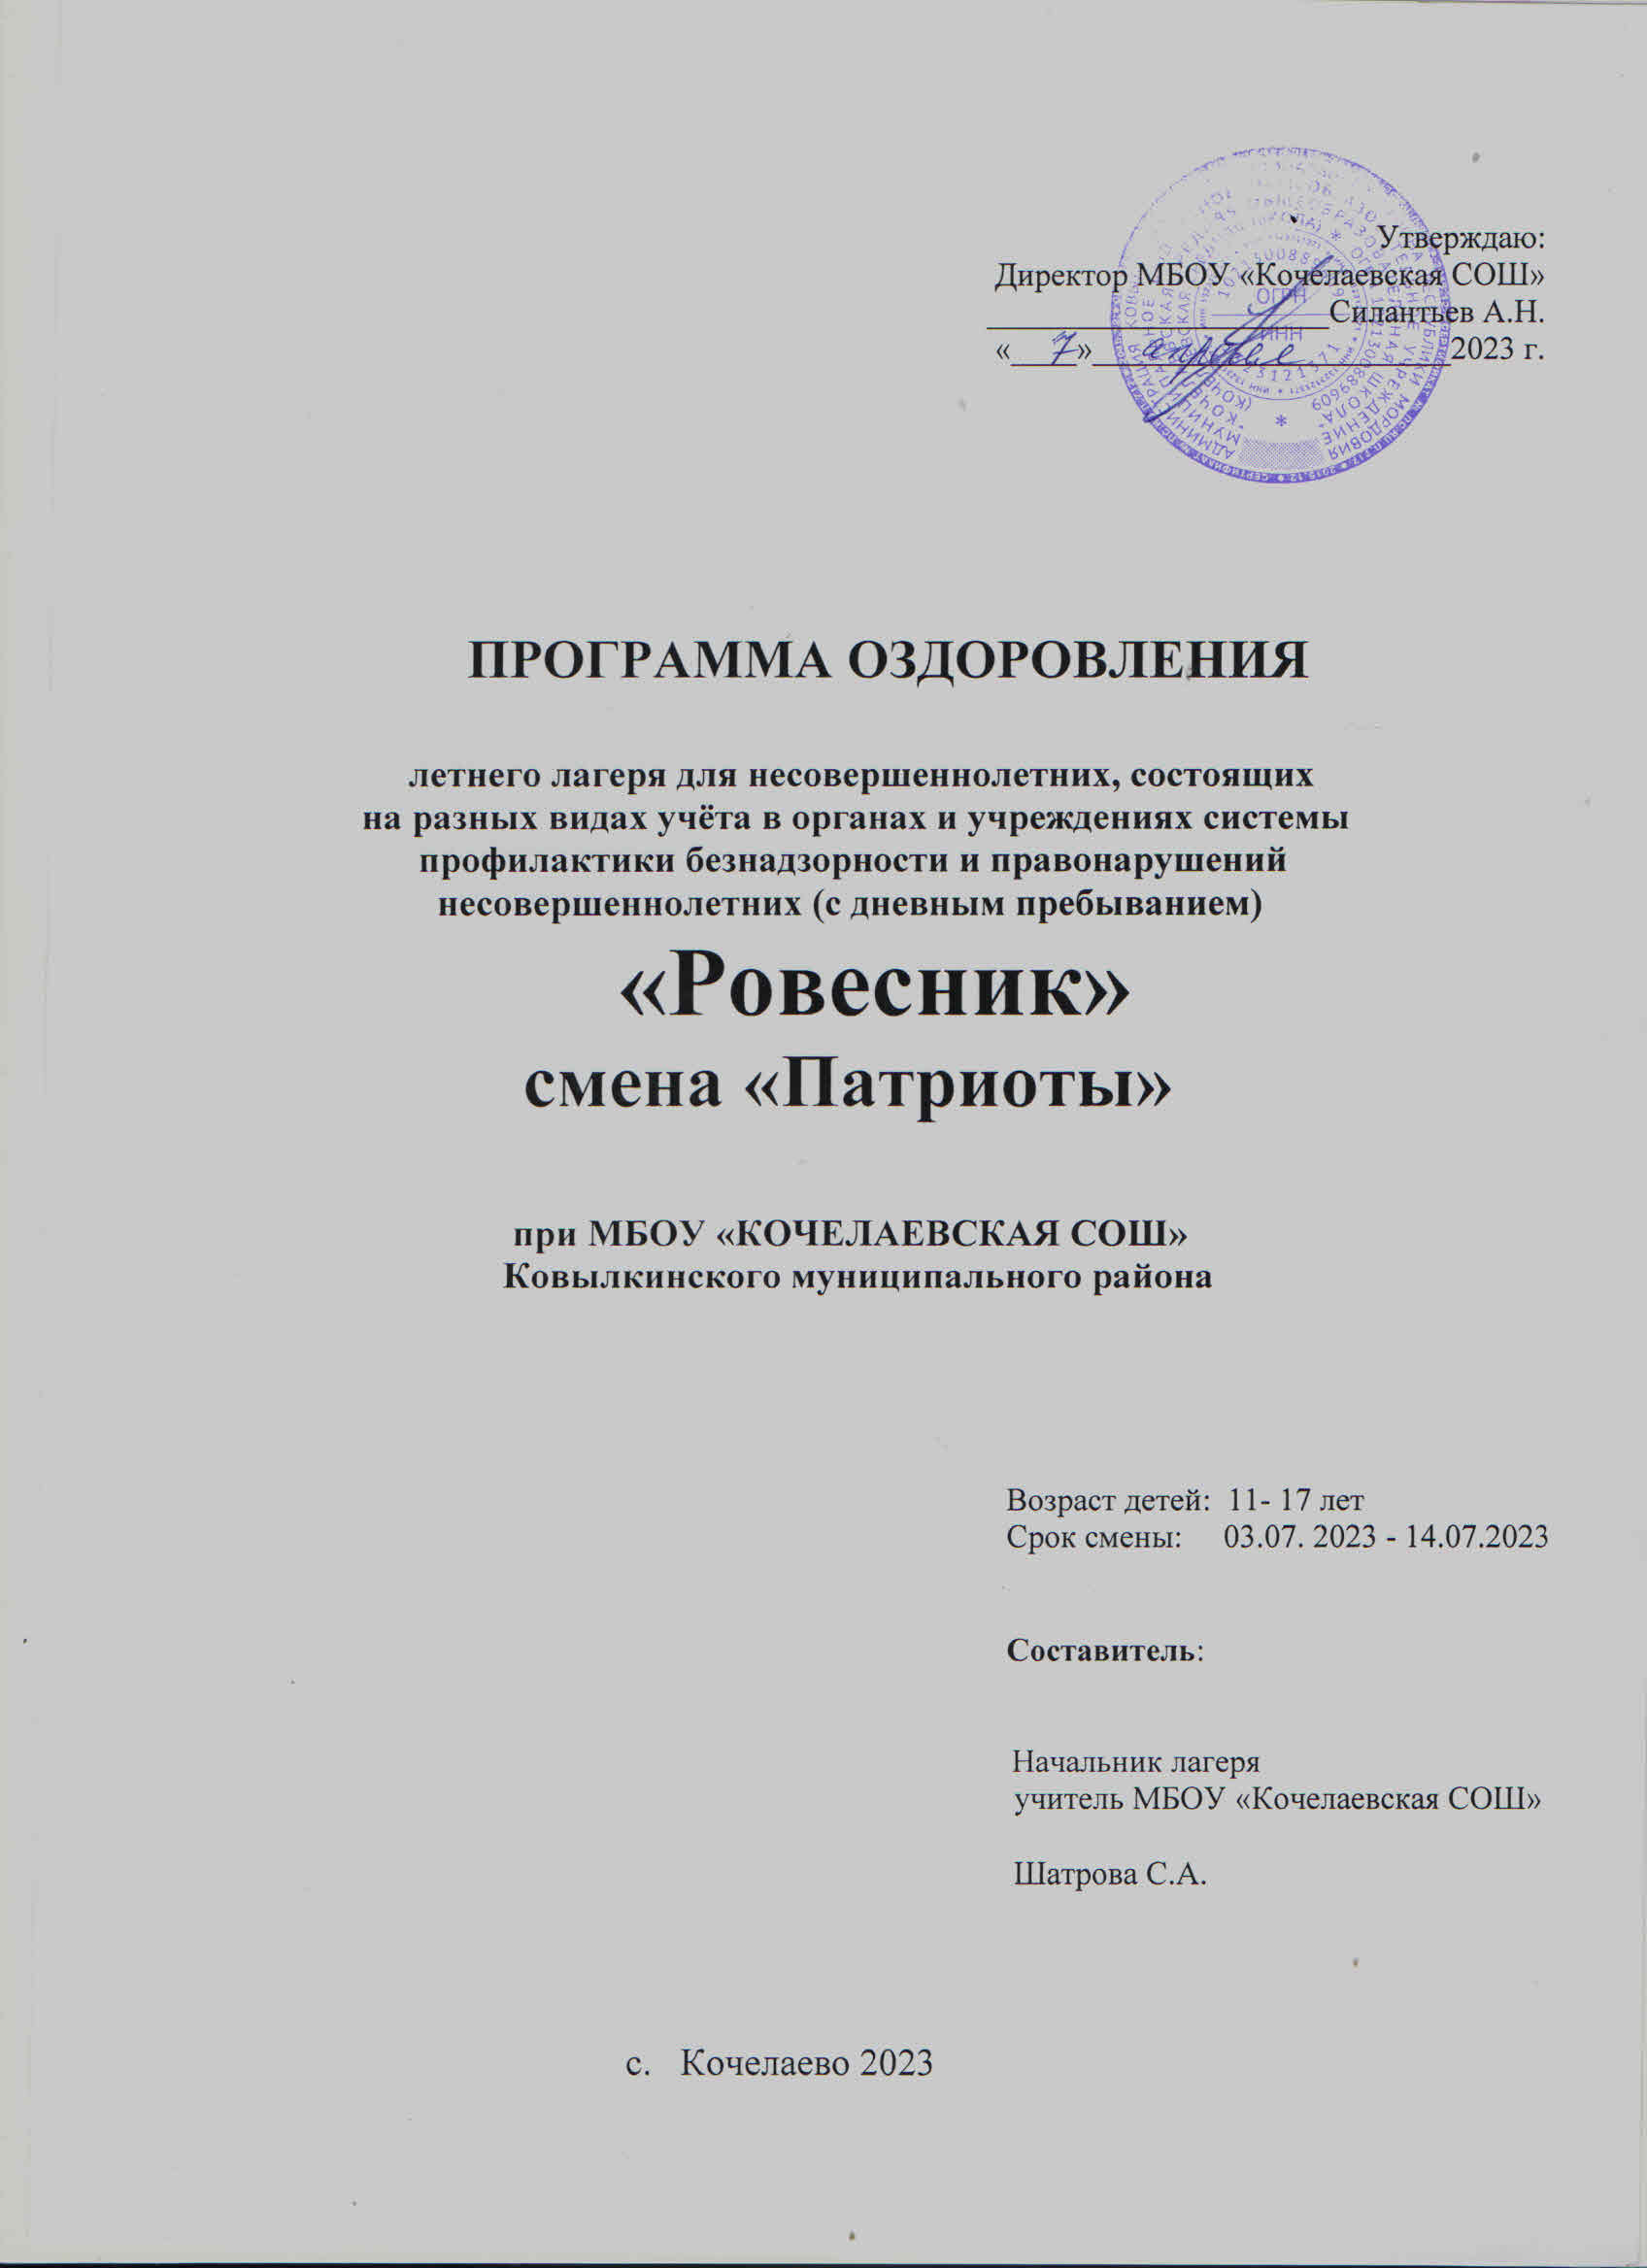 Утверждаю:
Директор МБОУ «Кочелаевская СОШ»
Силантьев А.Н.
«7» апреля 2023 г.
ОГРН
ИНН
ПРОГРАММА ОЗДОРОВЛЕНИЯ
летнего лагеря для несовершеннолетних, состоящих
на разных видах учёта в органах и учреждениях системы
профилактики безнадзорности и правонарушений
несовершеннолетних (с дневным пребыванием)
«Ровесник»
смена «Патриоты»
при МБОУ «КОЧЕЛАЕВСКАЯ СОШ»
Ковылкинского муниципального района
Возраст детей: 11- 17 лет
Срок смены: 03.07. 2023 - 14.07.2023
Составитель:
Начальник лагеря
учитель МБОУ «Кочелаевская СОШ»
Шатрова С.А.
с. Кочелаево 2023